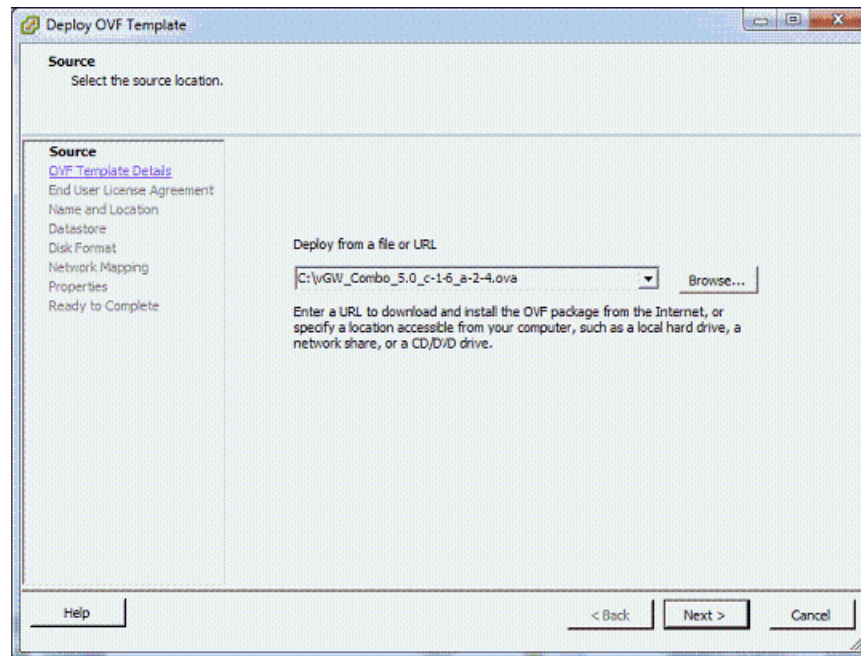 Deploy OVF Template
Source
Select the source location.
Source
OVF Template Details
End User License Agreement
Name and Location
Datastore
Disk Format
Network Mapping
Properties
Ready to Complete
Deploy from a file or URL
C:\vGW_Combo_5.0_c-1-6_a-2-4.ova
Browse...
Enter a URL to download and install the OVF package from the Internet, or
specify a location accessible from your computer, such as a local hard drive, a
network share, or a CD/DVD drive.
Help
< Back
Next >
Cancel